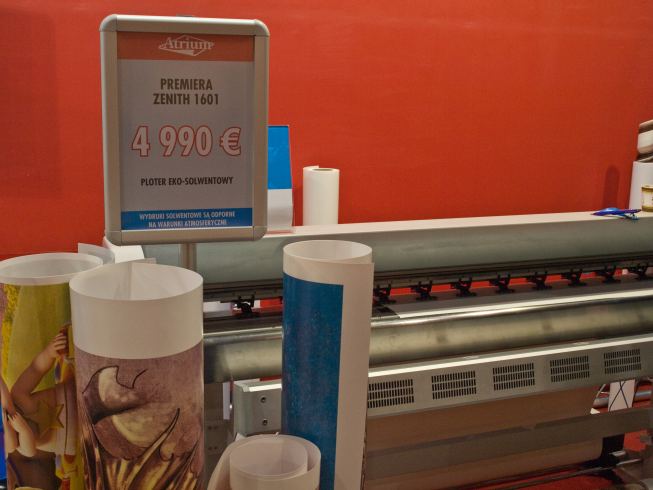 Atrium
PREMIERA
ZENITH 1601
4 990 €
PLOTER EKO-SOLWENTOWY
WYDRUKI SOLWENTOWE SĄ ODPORNE
NA WARUNKI ATMOSFERYCZNE